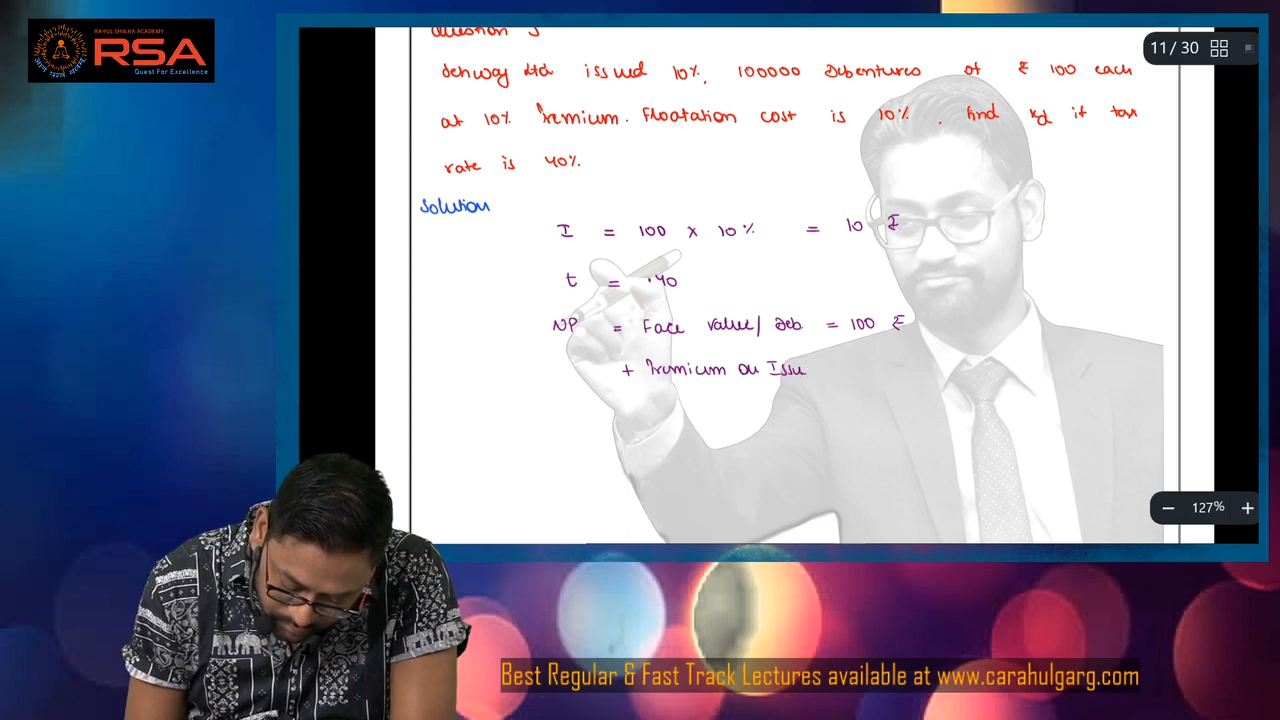 RAHUL SHIKHA ACADEMY
RSA
Quest For Excellence
11 / 30
Question 3
Sehwag Ltd issued 10%, 100000 Debentures of ₹ 100 each
at 10% Premium. Floatation cost is 10%. Find kd if tax
rate is 40%.
Solution
I = 100 x 10% = 10 ₹
t = .40
NP = Face value/ Deb. = 100 ₹
+ Premium on Issu
127%
Best Regular & Fast Track Lectures available at www.carahulgarg.com